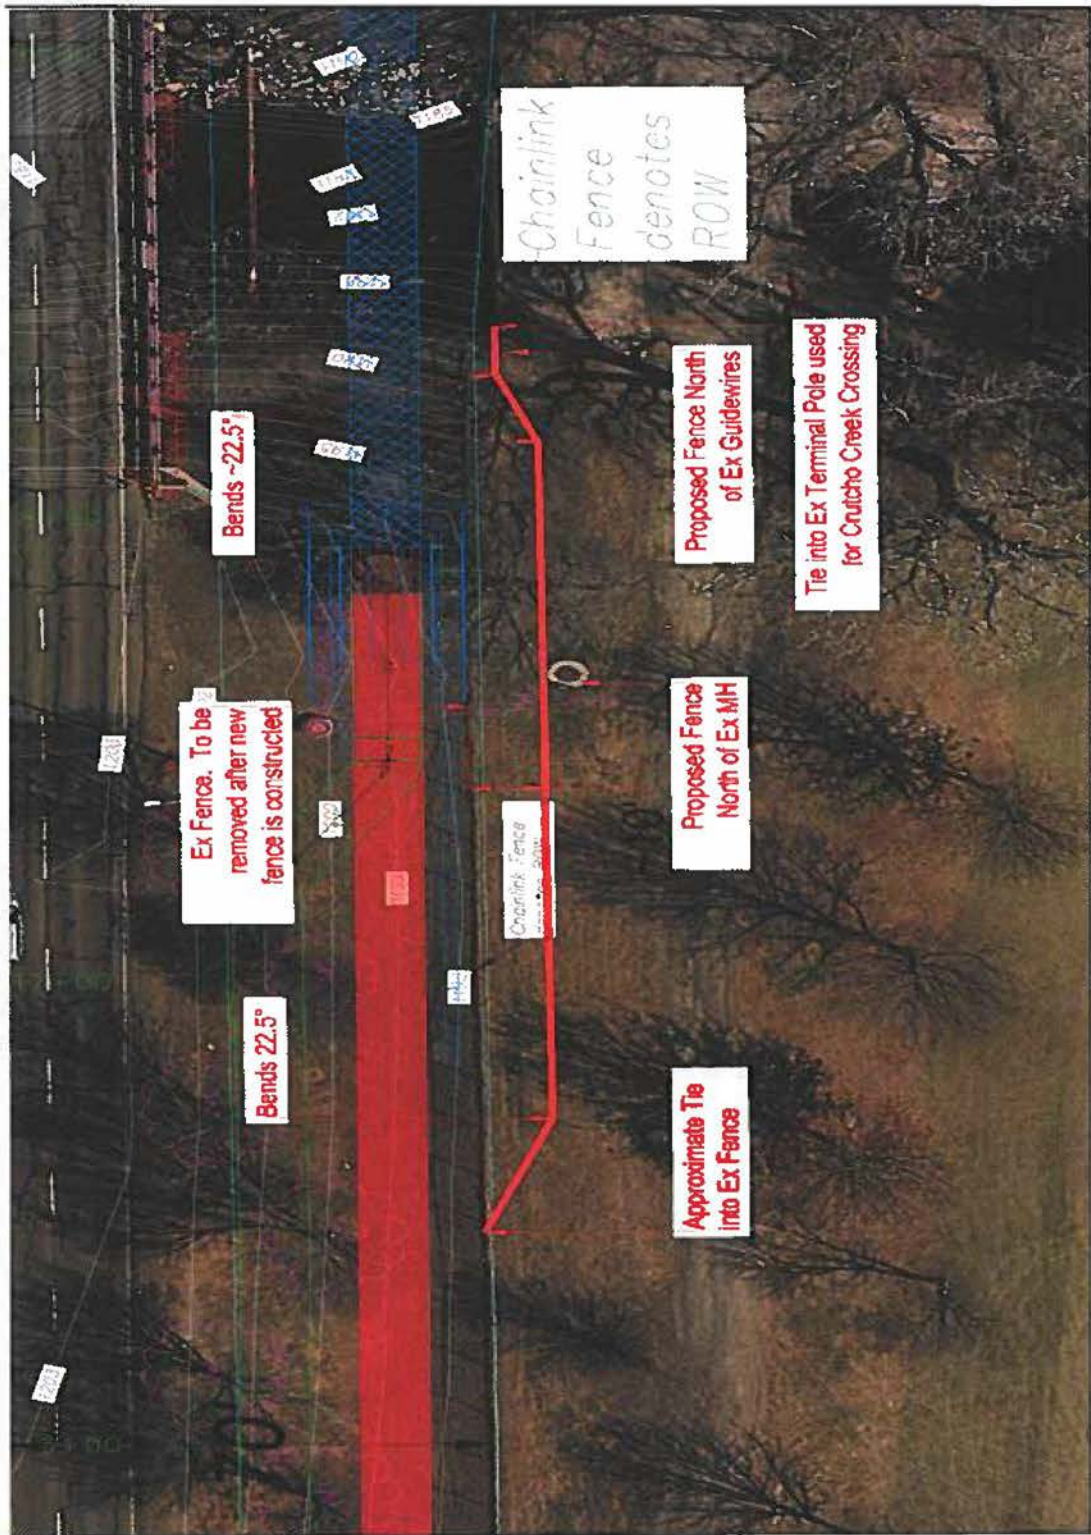 Approximate Tie
into Ex Fence
Bends 22.5°
Ex Fence. To be
removed after new
fence is constructed
Bends ~22.5°
Chainlink Fence
Proposed Fence
North of Ex MH
Proposed Fence North
of Ex Guidewires
Tie into Ex Terminal Pole used
for Crutcho Creek Crossing
Chainlink
Fence
denotes
ROW
1203
1201